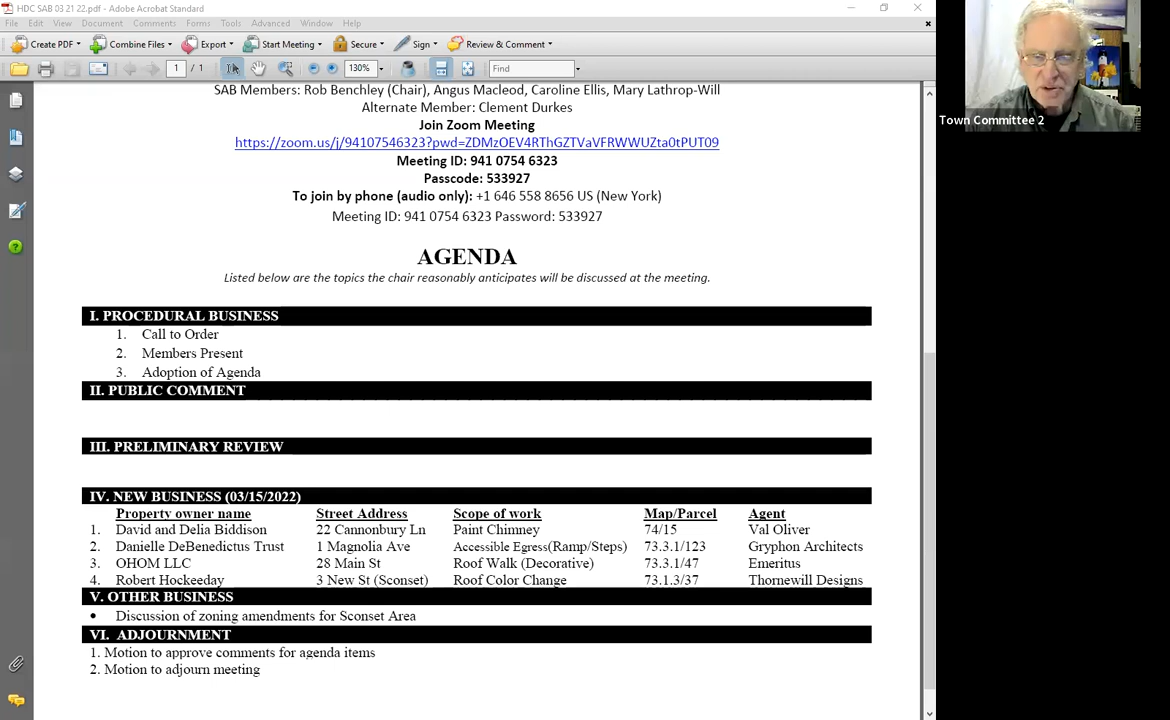 HDC SAB 03 21 22.pdf - Adobe Acrobat Standard
File Edit View Document Comments Forms Tools Advanced Window Help
Create PDF Combine Files Export Start Meeting Secure Sign Review & Comment
1 / 1 130% Find
SAB Members: Rob Benchley (Chair), Angus Macleod, Caroline Ellis, Mary Lathrop-Will
Alternate Member: Clement Durkes
Join Zoom Meeting
https://zoom.us/j/94107546323?pwd=ZDMzOEV4RThGZTVaVFRWWUZta0tPUT09
Meeting ID: 941 0754 6323
Passcode: 533927
To join by phone (audio only): +1 646 558 8656 US (New York)
Meeting ID: 941 0754 6323 Password: 533927
AGENDA
Listed below are the topics the chair reasonably anticipates will be discussed at the meeting.
I. PROCEDURAL BUSINESS
1. Call to Order
2. Members Present
3. Adoption of Agenda
II. PUBLIC COMMENT
III. PRELIMINARY REVIEW
IV. NEW BUSINESS (03/15/2022)
Property owner name Street Address Scope of work Map/Parcel Agent
1. David and Delia Biddison 22 Cannonbury Ln Paint Chimney 74/15 Val Oliver
2. Danielle DeBenedictus Trust 1 Magnolia Ave Accessible Egress(Ramp/Steps) 73.3.1/123 Gryphon Architects
3. OHOM LLC 28 Main St Roof Walk (Decorative) 73.3.1/47 Emeritus
4. Robert Hockeeday 3 New St (Sconset) Roof Color Change 73.1.3/37 Thornewill Designs
V. OTHER BUSINESS
• Discussion of zoning amendments for Sconset Area
VI. ADJOURNMENT
1. Motion to approve comments for agenda items
2. Motion to adjourn meeting
Town Committee 2